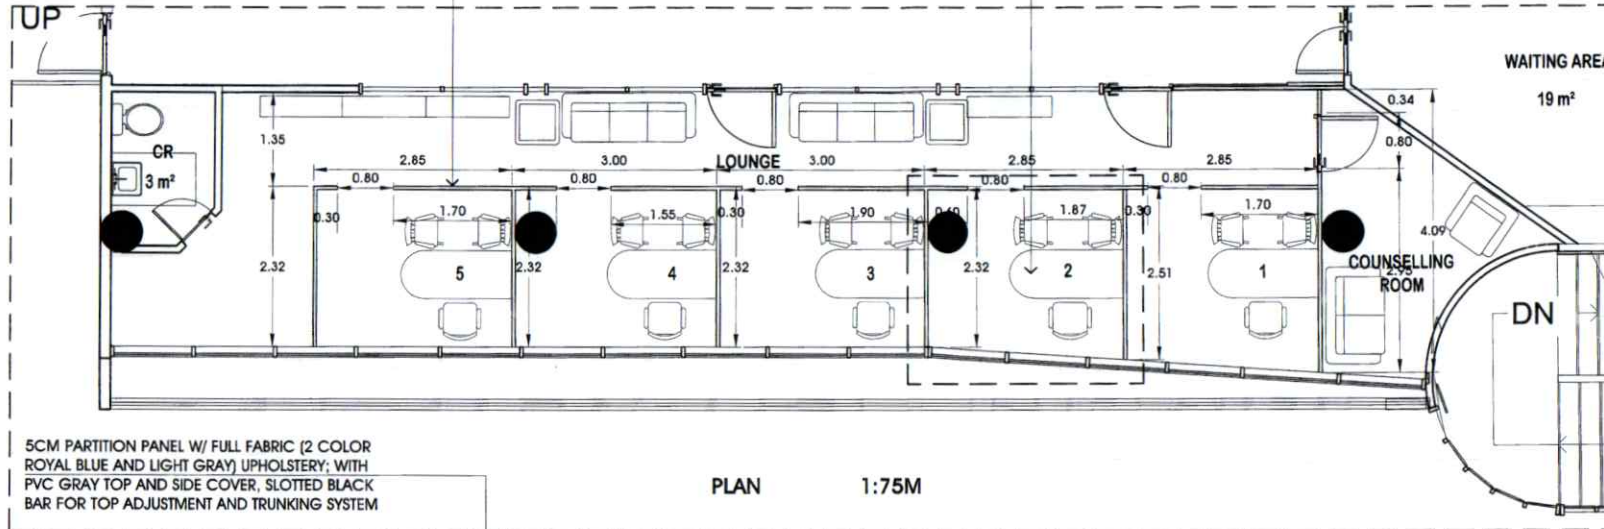 UP
WAITING AREA
19 m²
0.34
1.35
CR
3 m²
0.80
2.85
3.00
LOUNGE
3.00
2.85
2.85
0.80
0.80
0.80
0.80
0.80
0.30
1.70
1.55
0.30
1.90
1.87
0.30
1.70
4.09
2.32
5
2.32
4
2.32
3
2.32
2
2.51
1
COUNSELLING
2.95
ROOM
DN
5CM PARTITION PANEL W/ FULL FABRIC (2 COLOR
ROYAL BLUE AND LIGHT GRAY) UPHOLSTERY; WITH
PVC GRAY TOP AND SIDE COVER, SLOTTED BLACK
BAR FOR TOP ADJUSTMENT AND TRUNKING SYSTEM
PLAN 1:75M